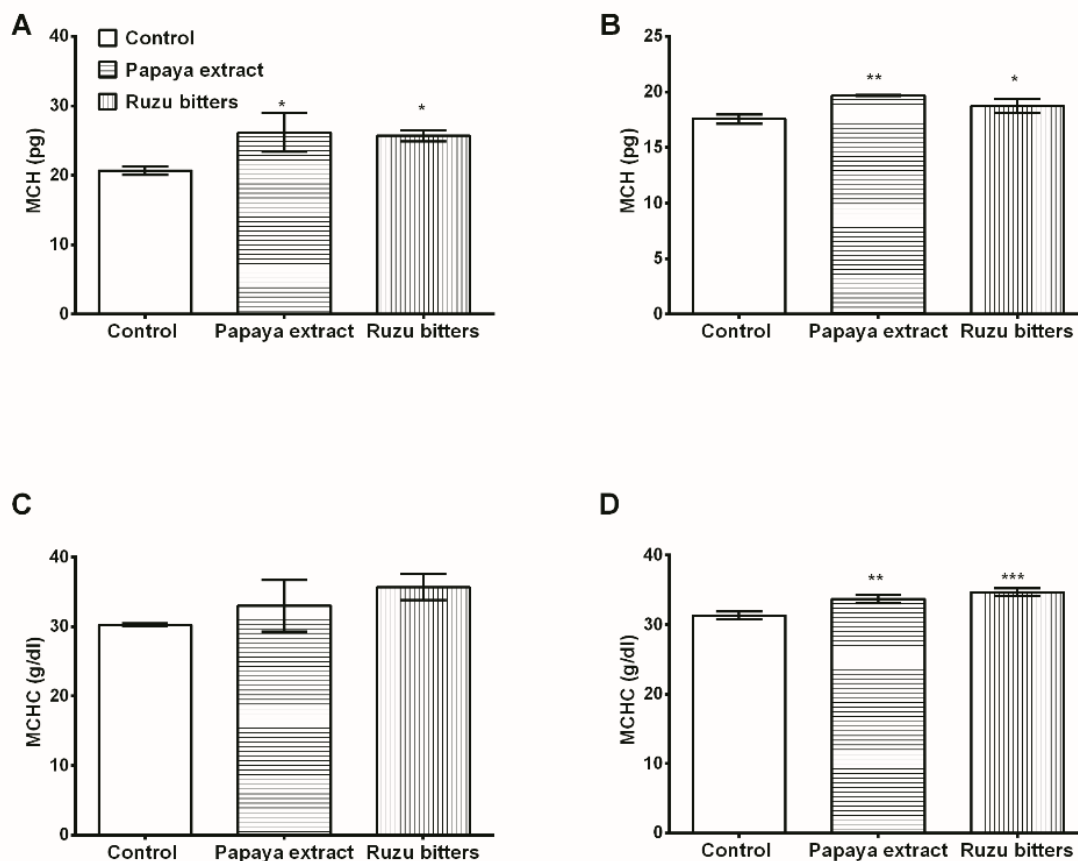 A
40
30
20
10
0
MCH (pg)
Control
Papaya extract
Ruzu bitters
*
*
Control Papaya extract Ruzu bitters
B
25
20
15
10
5
0
MCH (pg)
**
*
Control Papaya extract Ruzu bitters
C
40
30
20
10
0
MCHC (g/dl)
Control Papaya extract Ruzu bitters
D
40
30
20
10
0
MCHC (g/dl)
**
***
Control Papaya extract Ruzu bitters